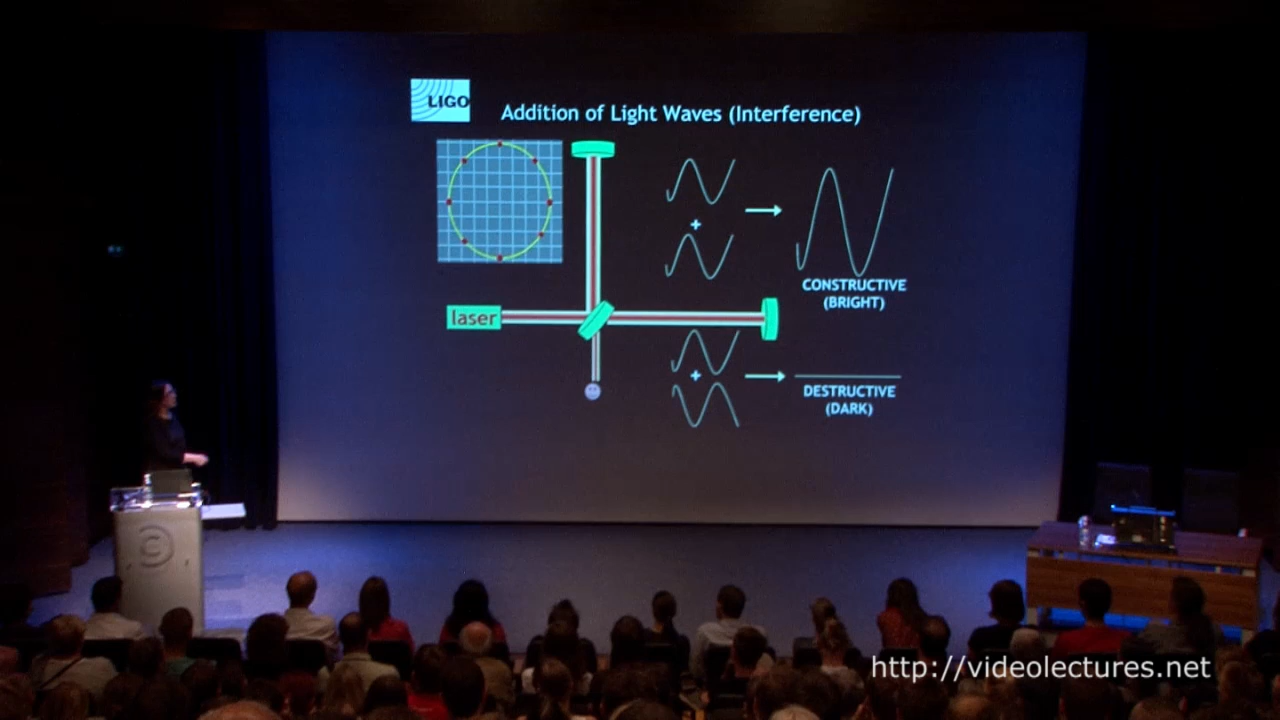 LIGO
Addition of Light Waves (Interference)
+
CONSTRUCTIVE
(BRIGHT)
laser
+
DESTRUCTIVE
(DARK)
http://videolectures.net